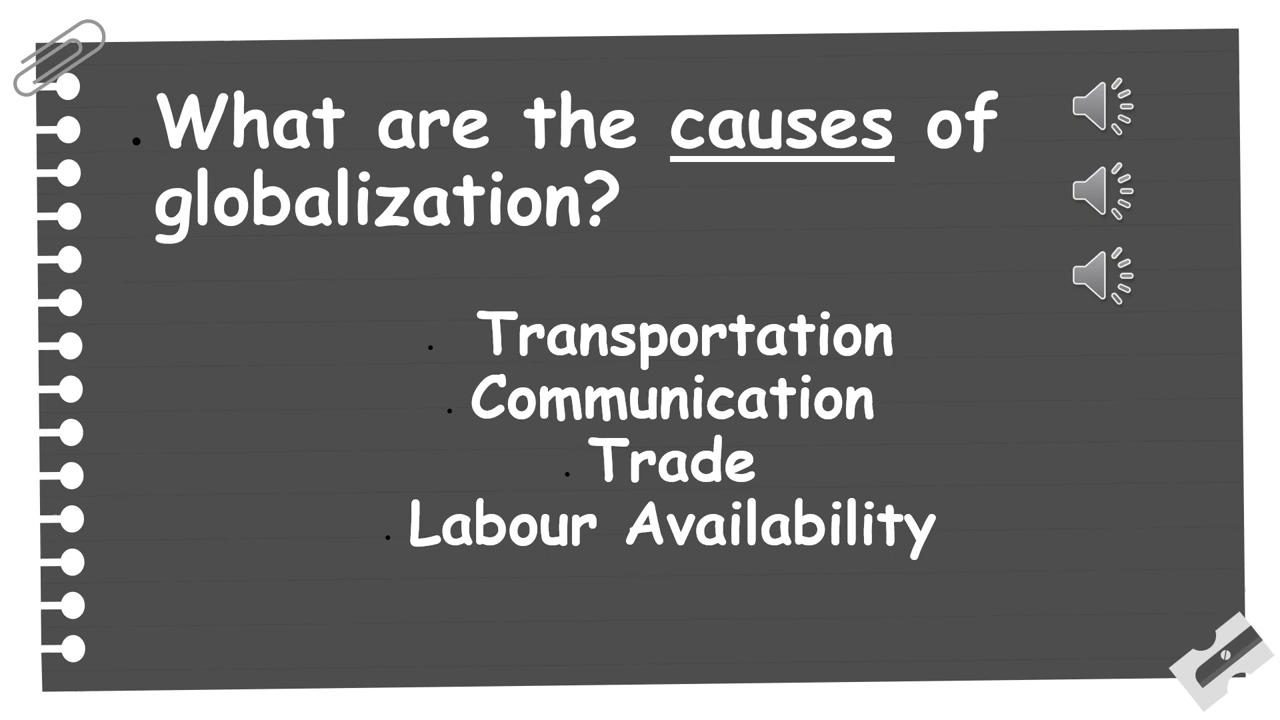 What are the causes of
globalization?
Transportation
Communication
Trade
Labour Availability